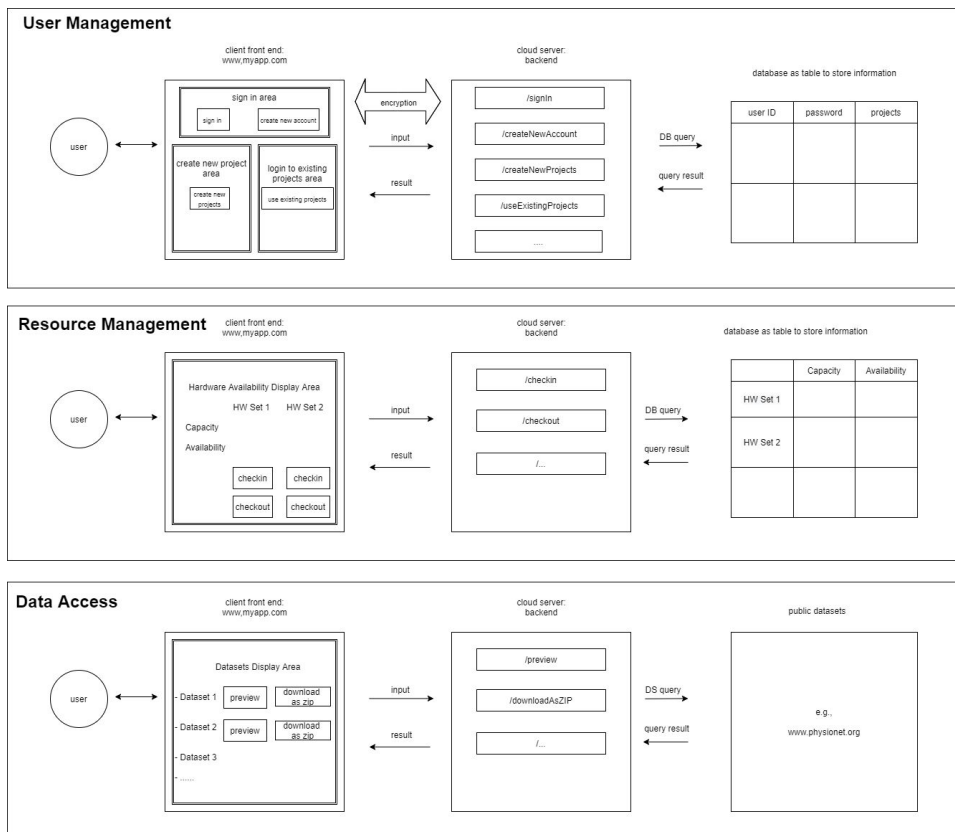 User Management
client front end:
www,myapp.com
cloud server:
backend
database as table to store information
user
sign in area
sign in
create new account
create new project
area
create new
projects
login to existing
projects area
use existing projects
encryption
input
result
/signIn
/createNewAccount
/createNewProjects
/useExistingProjects
....
DB query
query result
user ID
password
projects
Resource Management
client front end:
www,myapp.com
cloud server:
backend
database as table to store information
user
Hardware Availability Display Area
HW Set 1
HW Set 2
Capacity
Availability
checkin
checkin
checkout
checkout
input
result
/checkin
/checkout
/...
DB query
query result
Capacity
Availability
HW Set 1
HW Set 2
Data Access
client front end:
www,myapp.com
cloud server:
backend
public datasets
user
Datasets Display Area
- Dataset 1
preview
download
as zip
- Dataset 2
preview
download
as zip
- Dataset 3
- ......
input
result
/preview
/downloadAsZIP
/...
DS query
query result
e.g.,
www.physionet.org